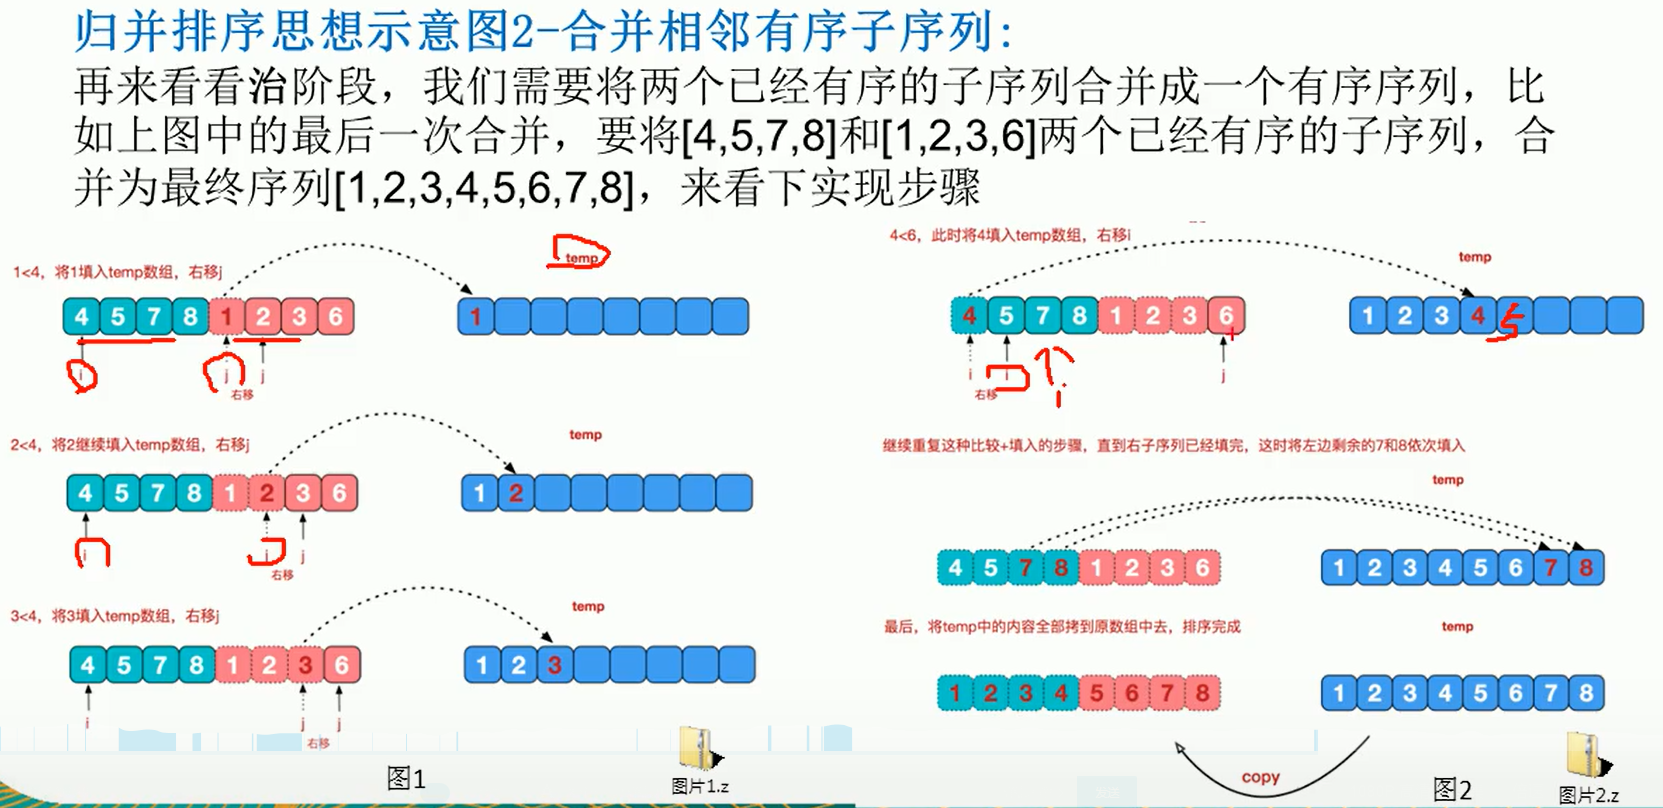 归并排序思想示意图2-合并相邻有序子序列:
再来看看治阶段，我们需要将两个已经有序的子序列合并成一个有序序列，比
如上图中的最后一次合并，要将[4,5,7,8]和[1,2,3,6]两个已经有序的子序列，合
并为最终序列[1,2,3,4,5,6,7,8]，来看下实现步骤
1<4，将1填入temp数组，右移j
temp
4 5 7 8 1 2 3 6
1
i j j
右移
2<4，将2继续填入temp数组，右移j
temp
4 5 7 8 1 2 3 6
1 2
i j j
右移
3<4，将3填入temp数组，右移j
temp
4 5 7 8 1 2 3 6
1 2 3
i j j
右移
图1
图片1.z
4<6，此时将4填入temp数组，右移i
temp
4 5 7 8 1 2 3 6
1 2 3 4 5
i i i j
右移
继续重复这种比较+填入的步骤，直到右子序列已经填完，这时将左边剩余的7和8依次填入
temp
4 5 7 8 1 2 3 6
1 2 3 4 5 6 7 8
最后，将temp中的内容全部拷到原数组中去，排序完成
temp
1 2 3 4 5 6 7 8
1 2 3 4 5 6 7 8
copy
图2
图片2.z